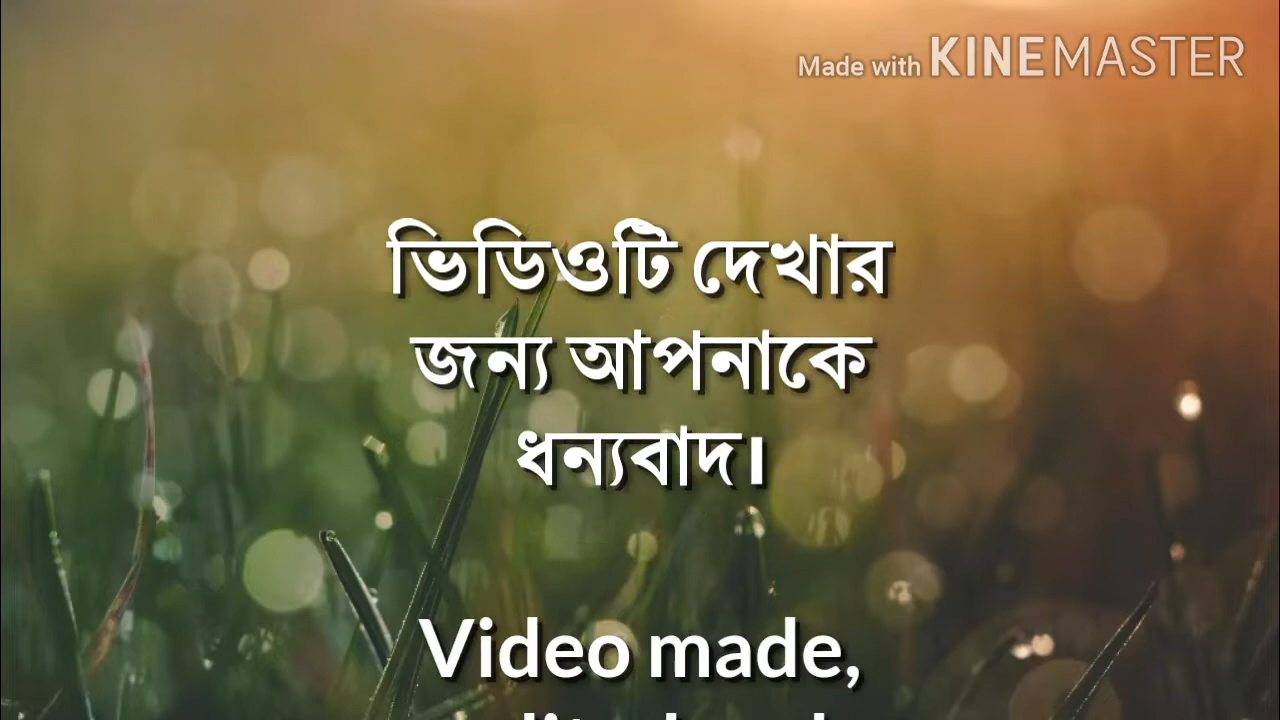 Made with KINEMASTER
ভিডিওটি দেখার
জন্য আপনাকে
ধন্যবাদ।
Video made,